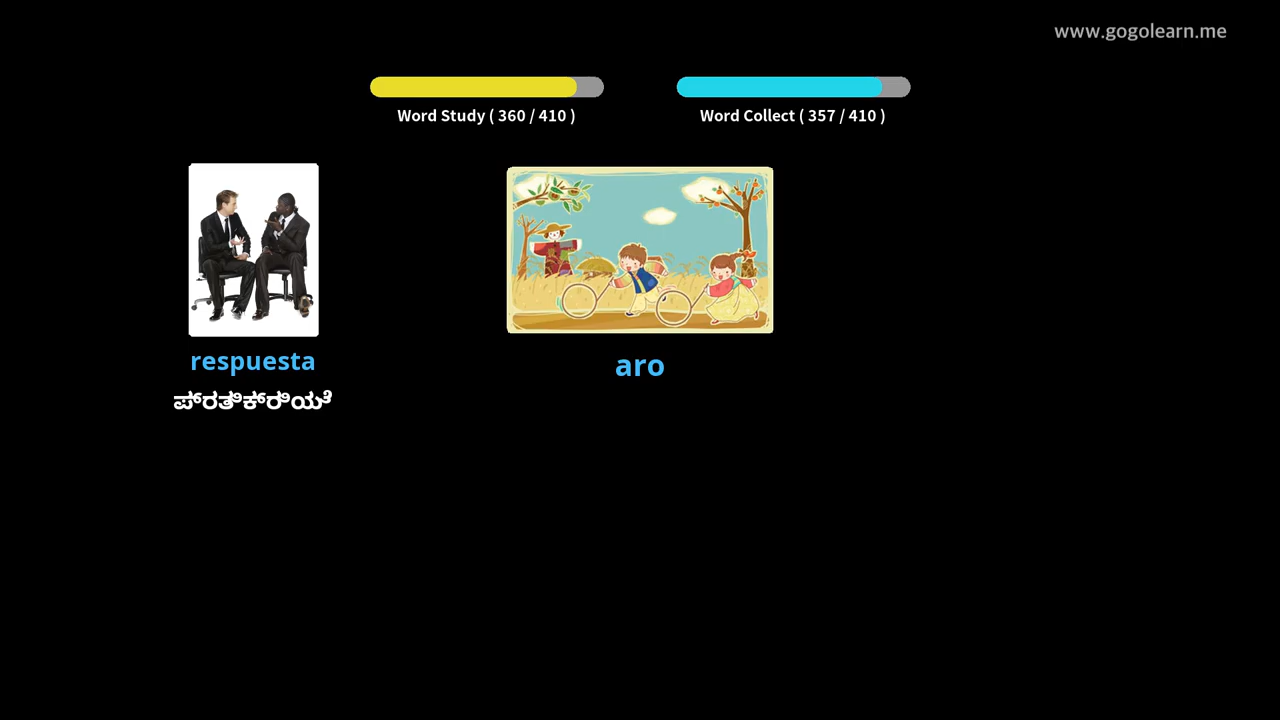 www.gogolearn.me
Word Study ( 360 / 410 )
Word Collect ( 357 / 410 )
respuesta
ಪ್ರತಿಕ್ರಿಯೆ
aro